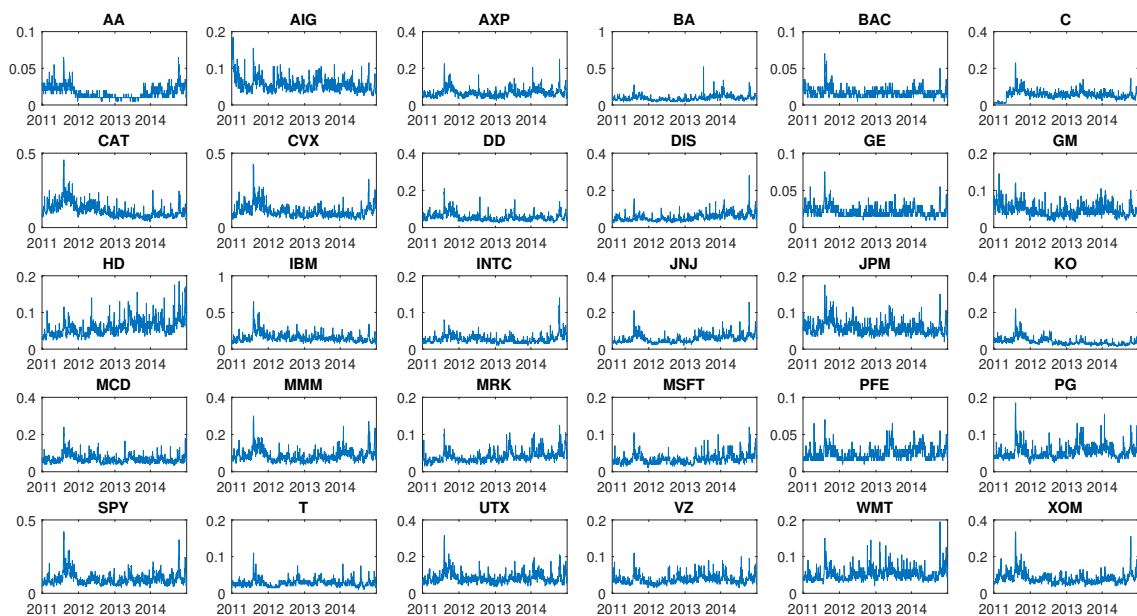 AA AIG AXP BA BAC C
0.1 0.2 0.4 1 0.1 0.4
0.05 0.1 0.2 0.5 0.05 0.2
0 0 0 0 0 0
2011 2012 2013 2014 2011 2012 2013 2014 2011 2012 2013 2014 2011 2012 2013 2014 2011 2012 2013 2014 2011 2012 2013 2014
CAT CVX DD DIS GE GM
0.5 0.5 0.4 0.4 0.1 0.2
0.2 0.2 0.05 0.1
0 0 0 0 0 0
2011 2012 2013 2014 2011 2012 2013 2014 2011 2012 2013 2014 2011 2012 2013 2014 2011 2012 2013 2014 2011 2012 2013 2014
HD IBM INTC JNJ JPM KO
0.2 1 0.2 0.4 0.2 0.4
0.1 0.5 0.1 0.2 0.1 0.2
0 0 0 0 0 0
2011 2012 2013 2014 2011 2012 2013 2014 2011 2012 2013 2014 2011 2012 2013 2014 2011 2012 2013 2014 2011 2012 2013 2014
MCD MMM MRK MSFT PFE PG
0.4 0.4 0.2 0.2 0.1 0.2
0.2 0.2 0.1 0.1 0.05 0.1
0 0 0 0 0 0
2011 2012 2013 2014 2011 2012 2013 2014 2011 2012 2013 2014 2011 2012 2013 2014 2011 2012 2013 2014 2011 2012 2013 2014
SPY T UTX VZ WMT XOM
0.5 0.2 0.4 0.2 0.2 0.4
0.1 0.2 0.1 0.1 0.2
0 0 0 0 0 0
2011 2012 2013 2014 2011 2012 2013 2014 2011 2012 2013 2014 2011 2012 2013 2014 2011 2012 2013 2014 2011 2012 2013 2014